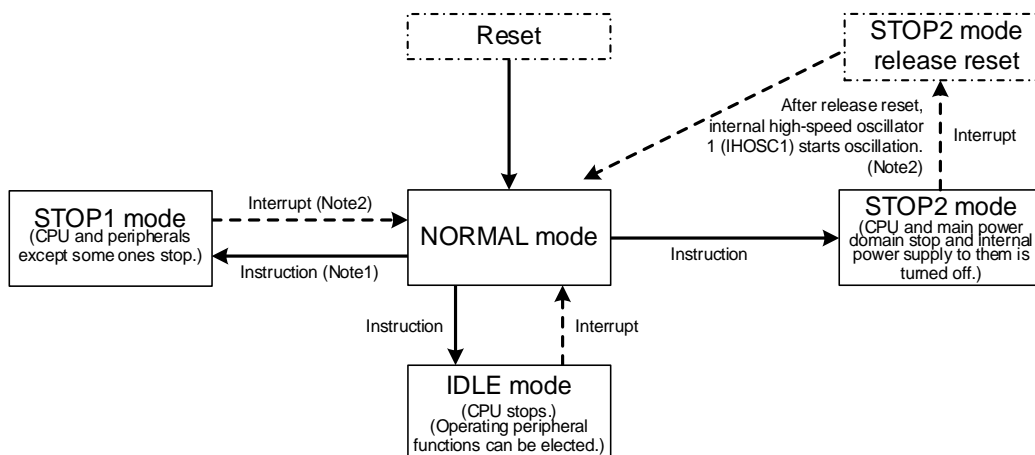 Reset
STOP2 mode
release reset
After release reset,
internal high-speed oscillator
1 (IHOSC1) starts oscillation.
(Note2)
Interrupt
STOP1 mode
(CPU and peripherals
except some ones stop.)
Interrupt (Note2)
Instruction (Note1)
NORMAL mode
Instruction
STOP2 mode
(CPU and main power
domain stop and internal
power supply to them is
turned off.)
Instruction
Interrupt
IDLE mode
(CPU stops.)
(Operating peripheral
functions can be elected.)